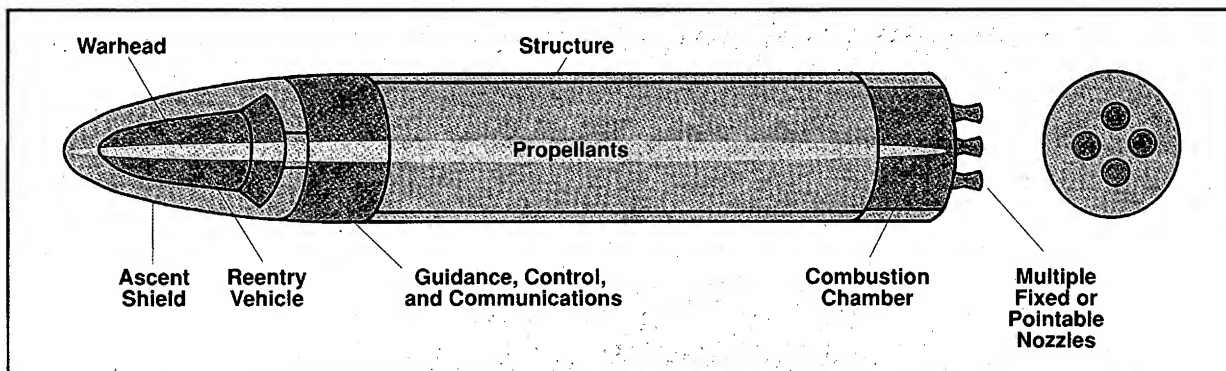 Warhead
Structure
Propellants
Ascent
Shield
Reentry
Vehicle
Guidance, Control,
and Communications
Combustion
Chamber
Multiple
Fixed or
Pointable
Nozzles